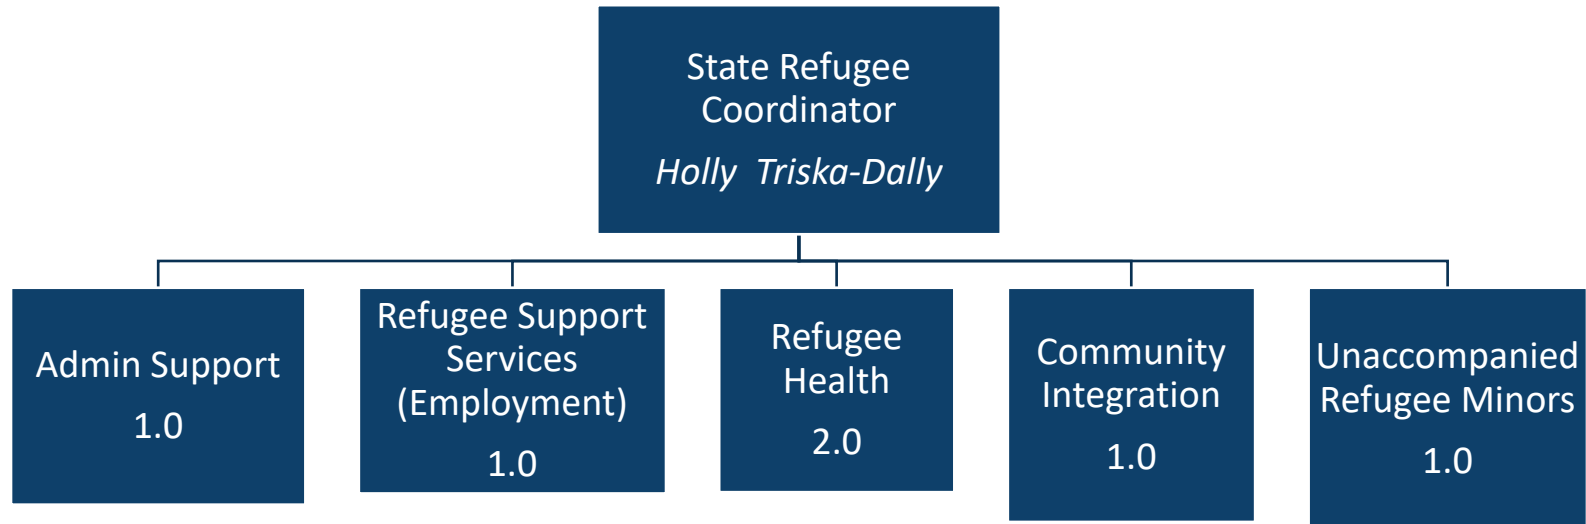 State Refugee
Coordinator
Holly Triska-Dally
Admin Support
1.0
Refugee Support
Services
(Employment)
1.0
Refugee
Health
2.0
Community
Integration
1.0
Unaccompanied
Refugee Minors
1.0